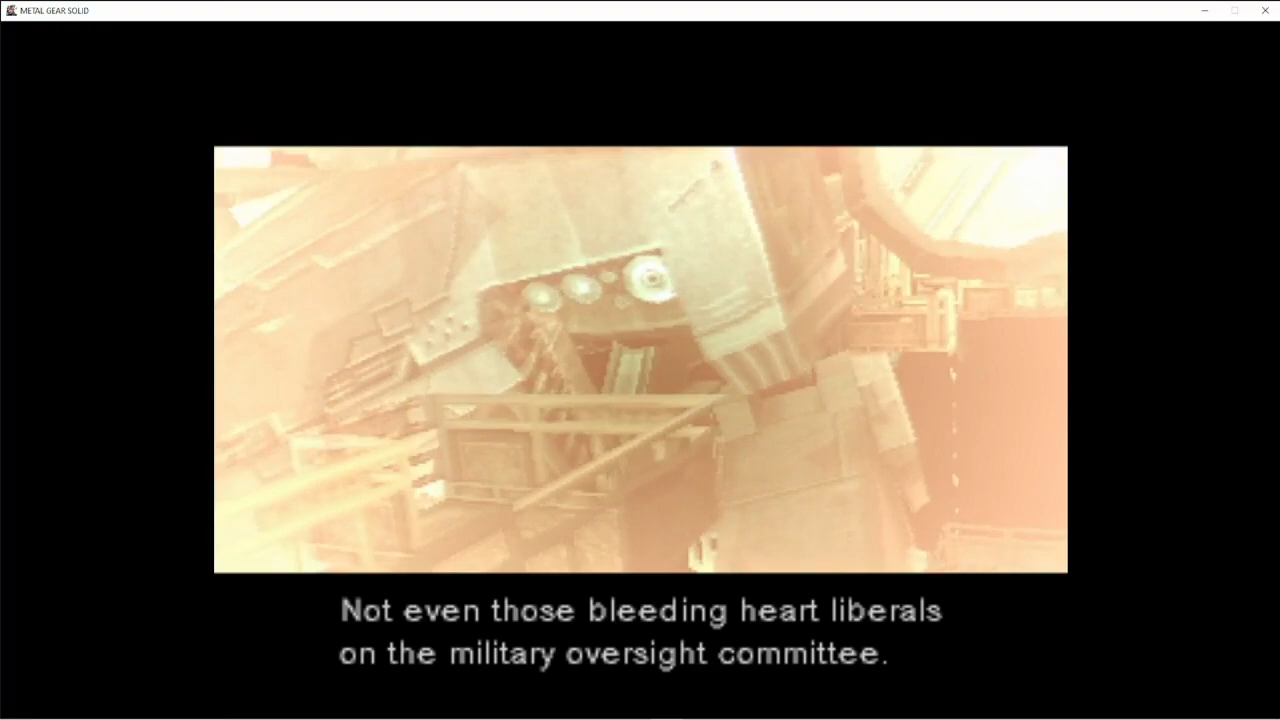 METAL GEAR SOLID
Not even those bleeding heart liberals
on the military oversight committee.